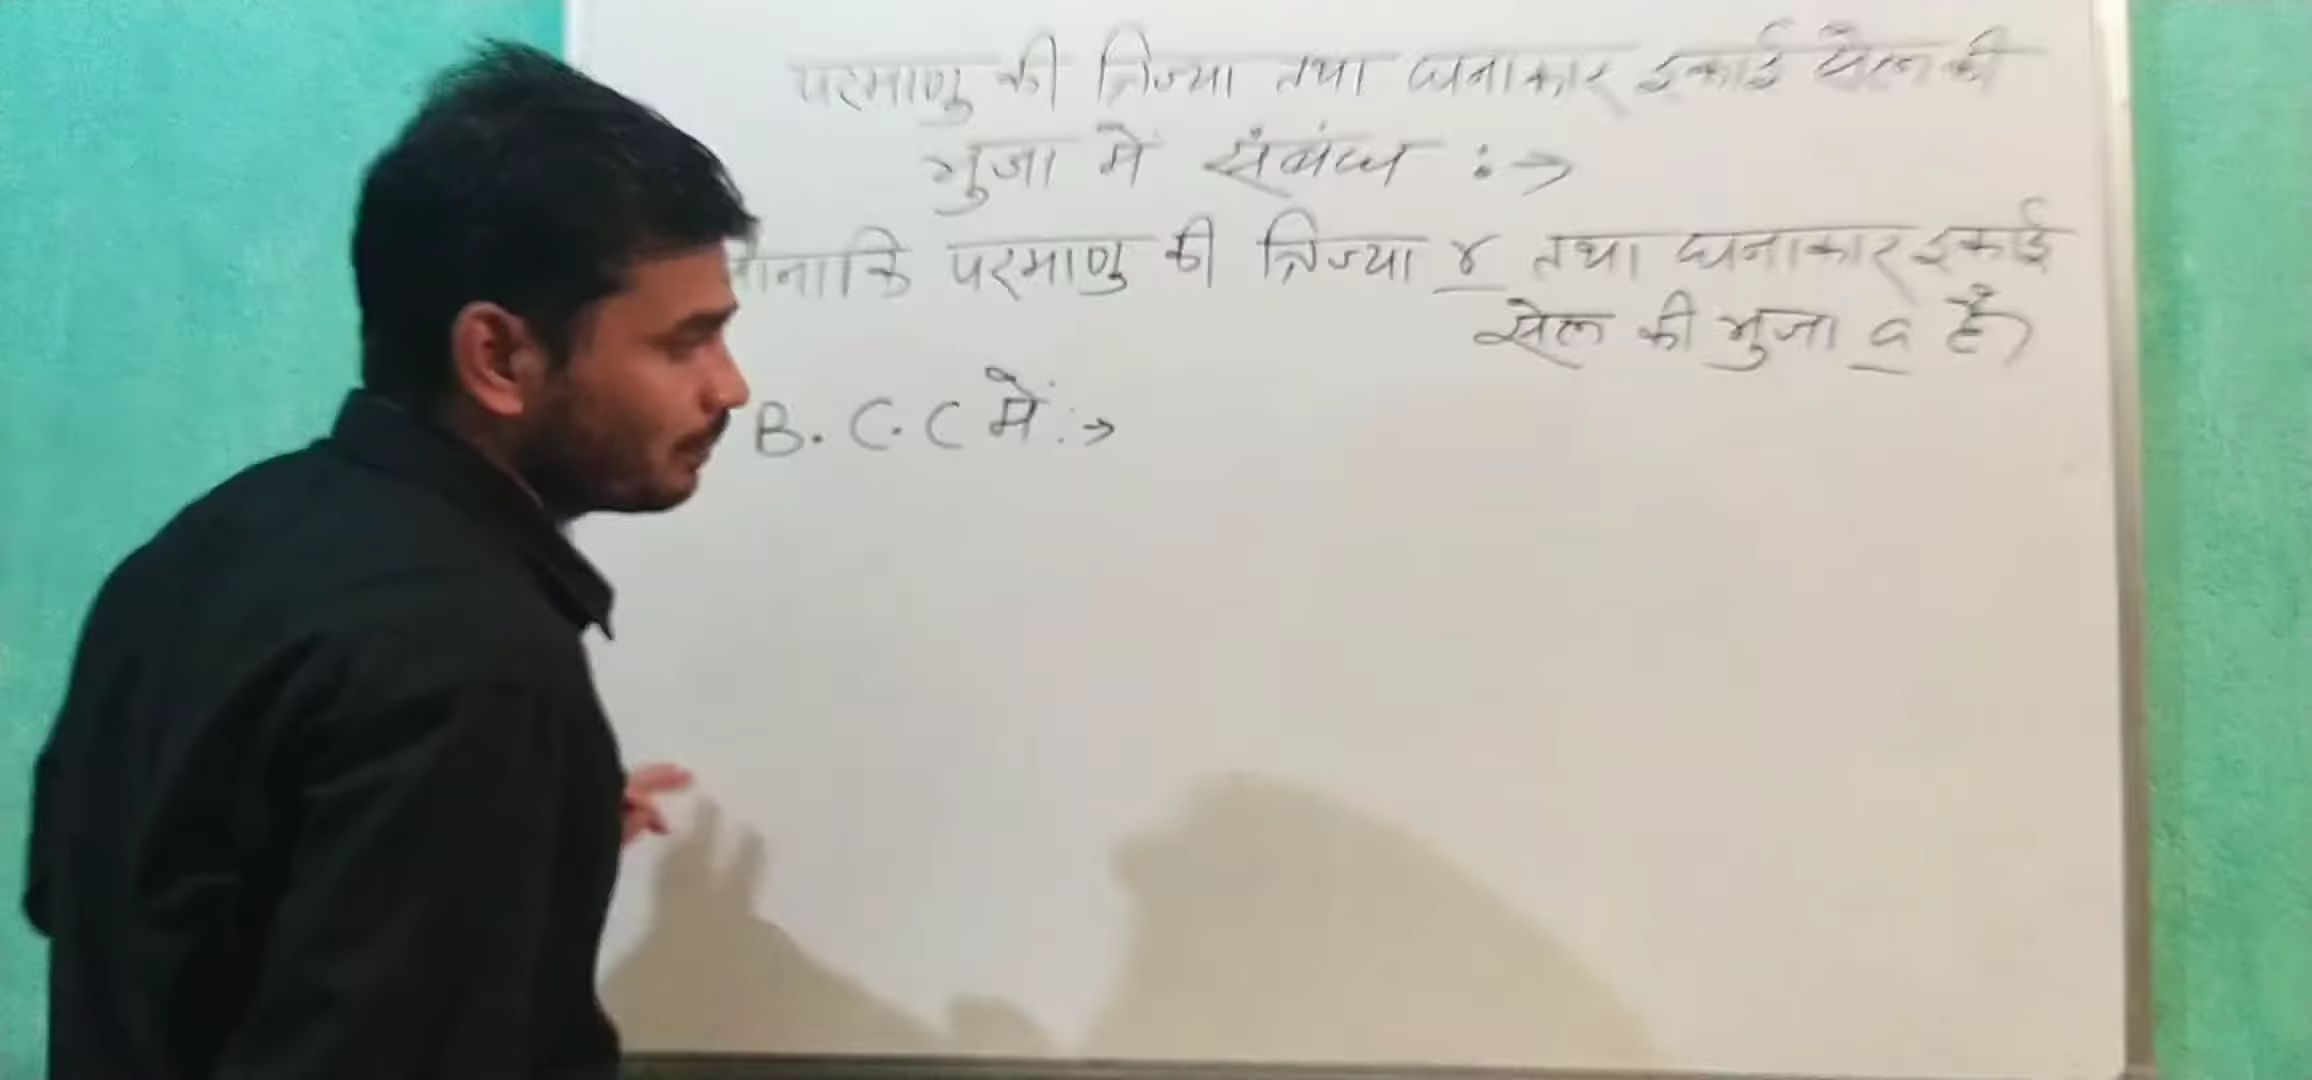 परमाणु की त्रिज्या तथा घनाकार इकाई सेल की
भुजा में संबंध :→
मानाकि परमाणु की त्रिज्या r तथा घनाकार इकाई
सेल की भुजा a है)
B. C. C में :→